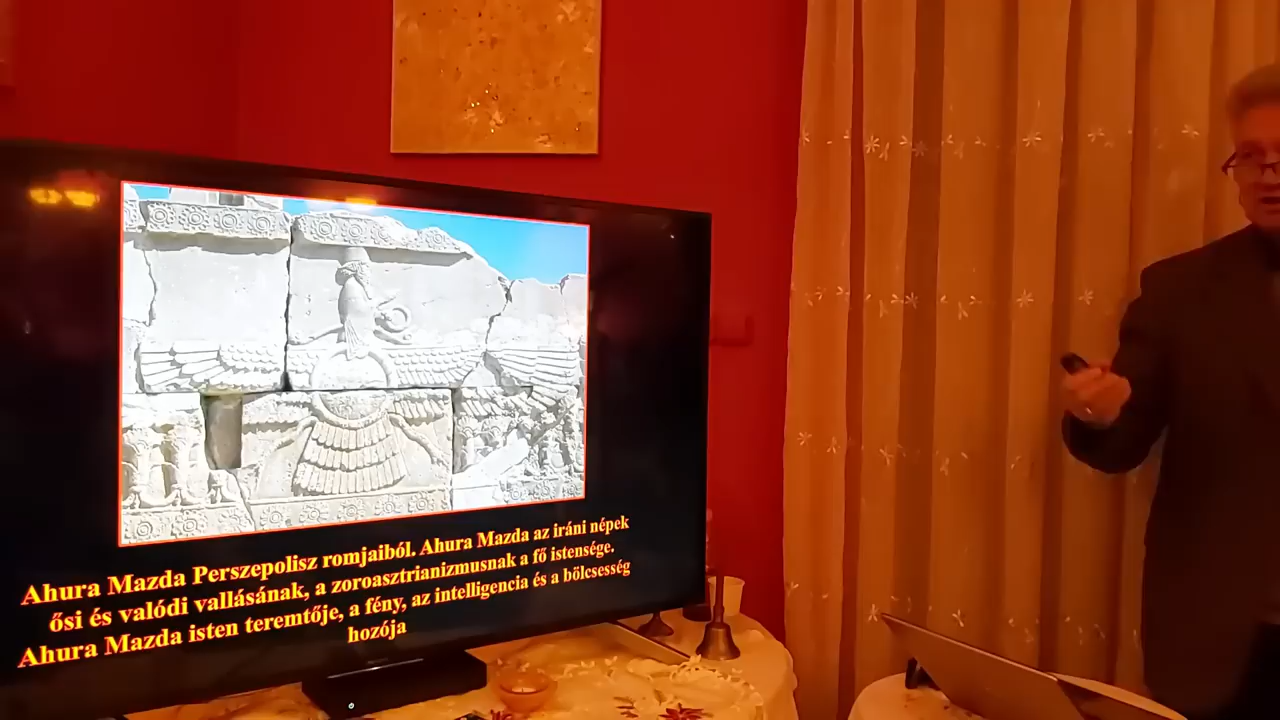 Ahura Mazda Perszepolisz romjaiból. Ahura Mazda az iráni népek
ősi és valódi vallásának, a zoroasztrianizmusnak a fő istensége.
Ahura Mazda isten teremtője, a fény, az intelligencia és a bölcsesség
hozója